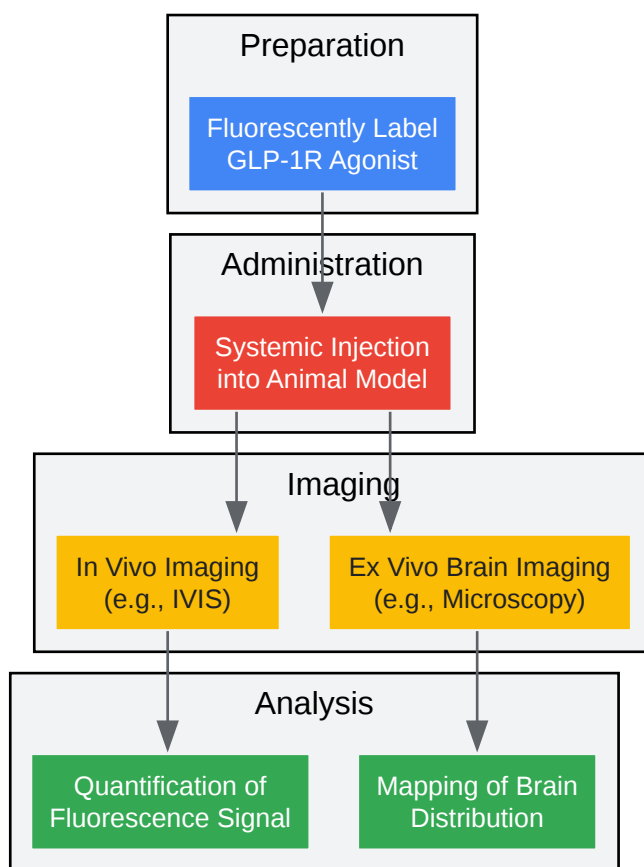 Preparation
Fluorescently Label
GLP-1R Agonist
Administration
Systemic Injection
into Animal Model
Imaging
In Vivo Imaging
(e.g., IVIS)
Ex Vivo Brain Imaging
(e.g., Microscopy)
Analysis
Quantification of
Fluorescence Signal
Mapping of Brain
Distribution